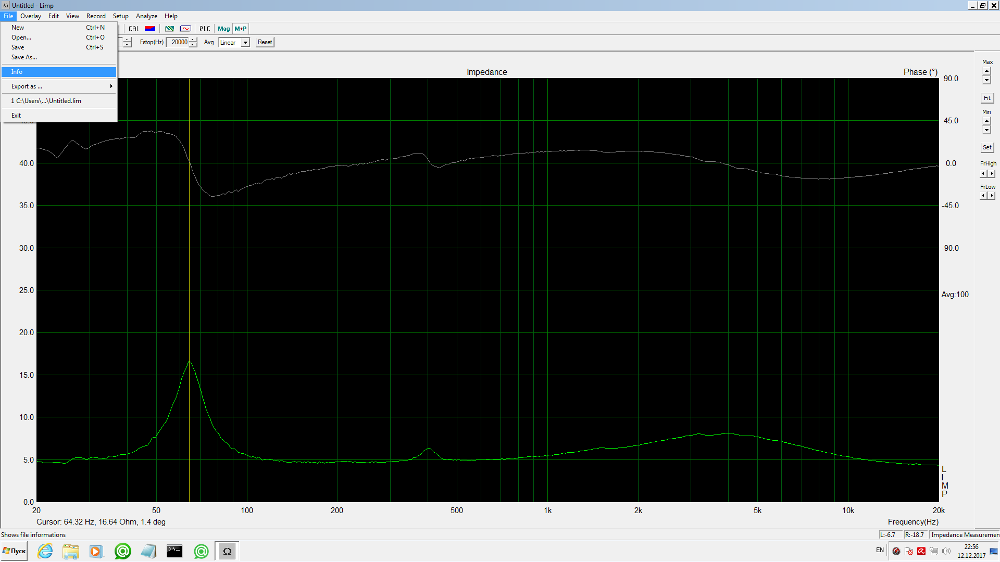 Untitled - Limp
File Overlay Edit View Record Setup Analyze Help
New Ctrl+N
Open... Ctrl+O
Save Ctrl+S
Save As...
Info
Export as ...
1 C:\Users\...\Untitled.lim
Exit
CAL RLC Mag M+P
Fstop(Hz) 20000 Avg Linear Reset
Impedance
Phase (°)
40.0
35.0
30.0
25.0
20.0
15.0
10.0
5.0
0.0
90.0
45.0
0.0
-45.0
-90.0
Avg:100
L
I
M
P
20 50 100 200 500 1k 2k 5k 10k 20k
Cursor: 64.32 Hz, 16.64 Ohm, 1.4 deg
Frequency(Hz)
Max
Fit
Min
Set
FrHigh
FrLow
Shows file informations
L:-6.7 R:-18.7 Impedance Measuremen
Пуск
C:\_
Ω
EN
22:56
12.12.2017